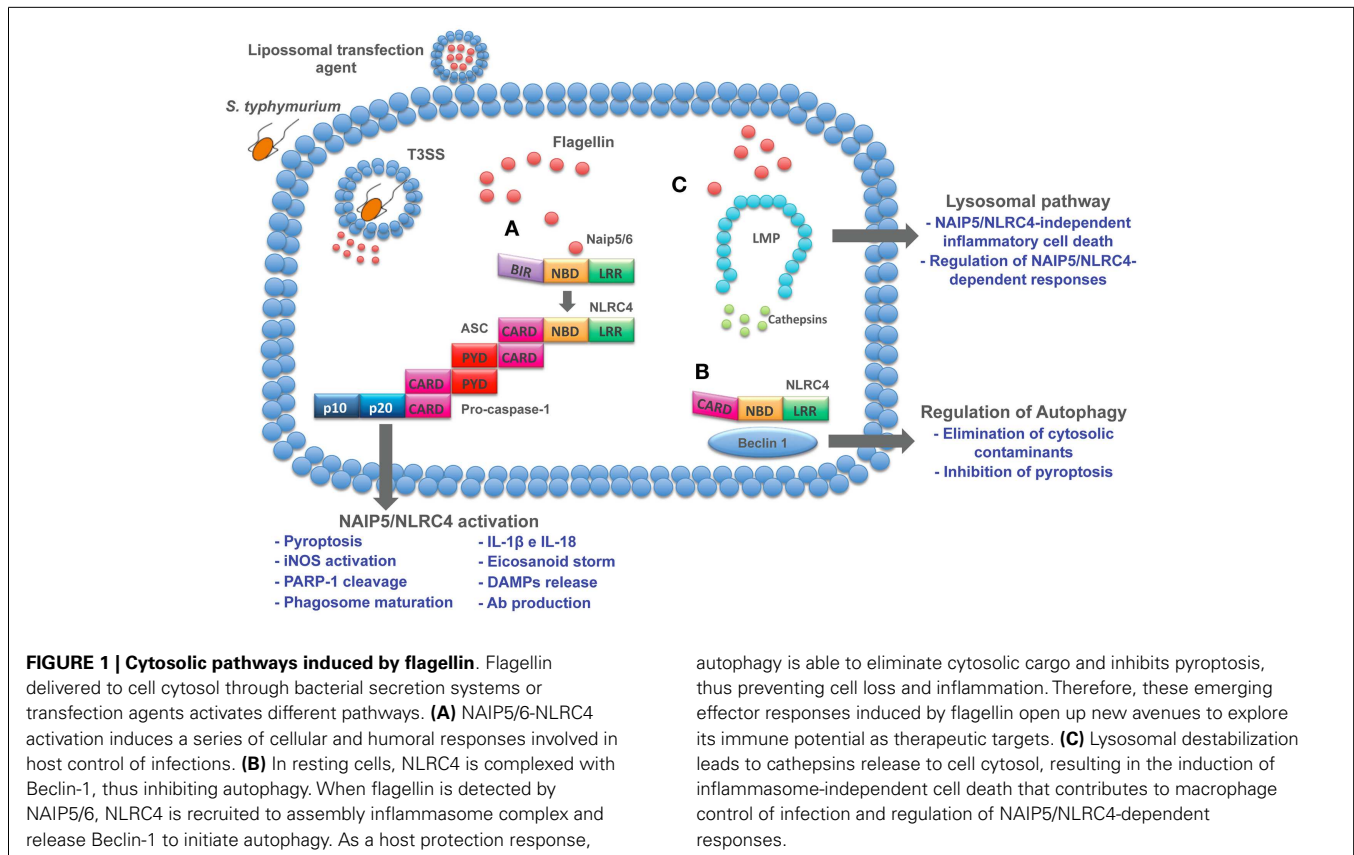 Lipossomal transfection
agent
S. typhymurium
T3SS
Flagellin
A
Naip5/6
BIR NBD LRR
NLRC4
ASC CARD NBD LRR
PYD CARD
CARD PYD
p10 p20 CARD Pro-caspase-1
C
LMP
Cathepsins
Lysosomal pathway
- NAIP5/NLRC4-independent
inflammatory cell death
- Regulation of NAIP5/NLRC4-
dependent responses
B
NLRC4
CARD NBD LRR
Beclin 1
Regulation of Autophagy
- Elimination of cytosolic
contaminants
- Inhibition of pyroptosis
NAIP5/NLRC4 activation
- Pyroptosis
- iNOS activation
- PARP-1 cleavage
- Phagosome maturation
- IL-1β e IL-18
- Eicosanoid storm
- DAMPs release
- Ab production
FIGURE 1 | Cytosolic pathways induced by flagellin. Flagellin
delivered to cell cytosol through bacterial secretion systems or
transfection agents activates different pathways. (A) NAIP5/6-NLRC4
activation induces a series of cellular and humoral responses involved in
host control of infections. (B) In resting cells, NLRC4 is complexed with
Beclin-1, thus inhibiting autophagy. When flagellin is detected by
NAIP5/6, NLRC4 is recruited to assembly inflammasome complex and
release Beclin-1 to initiate autophagy. As a host protection response,
autophagy is able to eliminate cytosolic cargo and inhibits pyroptosis,
thus preventing cell loss and inflammation. Therefore, these emerging
effector responses induced by flagellin open up new avenues to explore
its immune potential as therapeutic targets. (C) Lysosomal destabilization
leads to cathepsins release to cell cytosol, resulting in the induction of
inflammasome-independent cell death that contributes to macrophage
control of infection and regulation of NAIP5/NLRC4-dependent
responses.